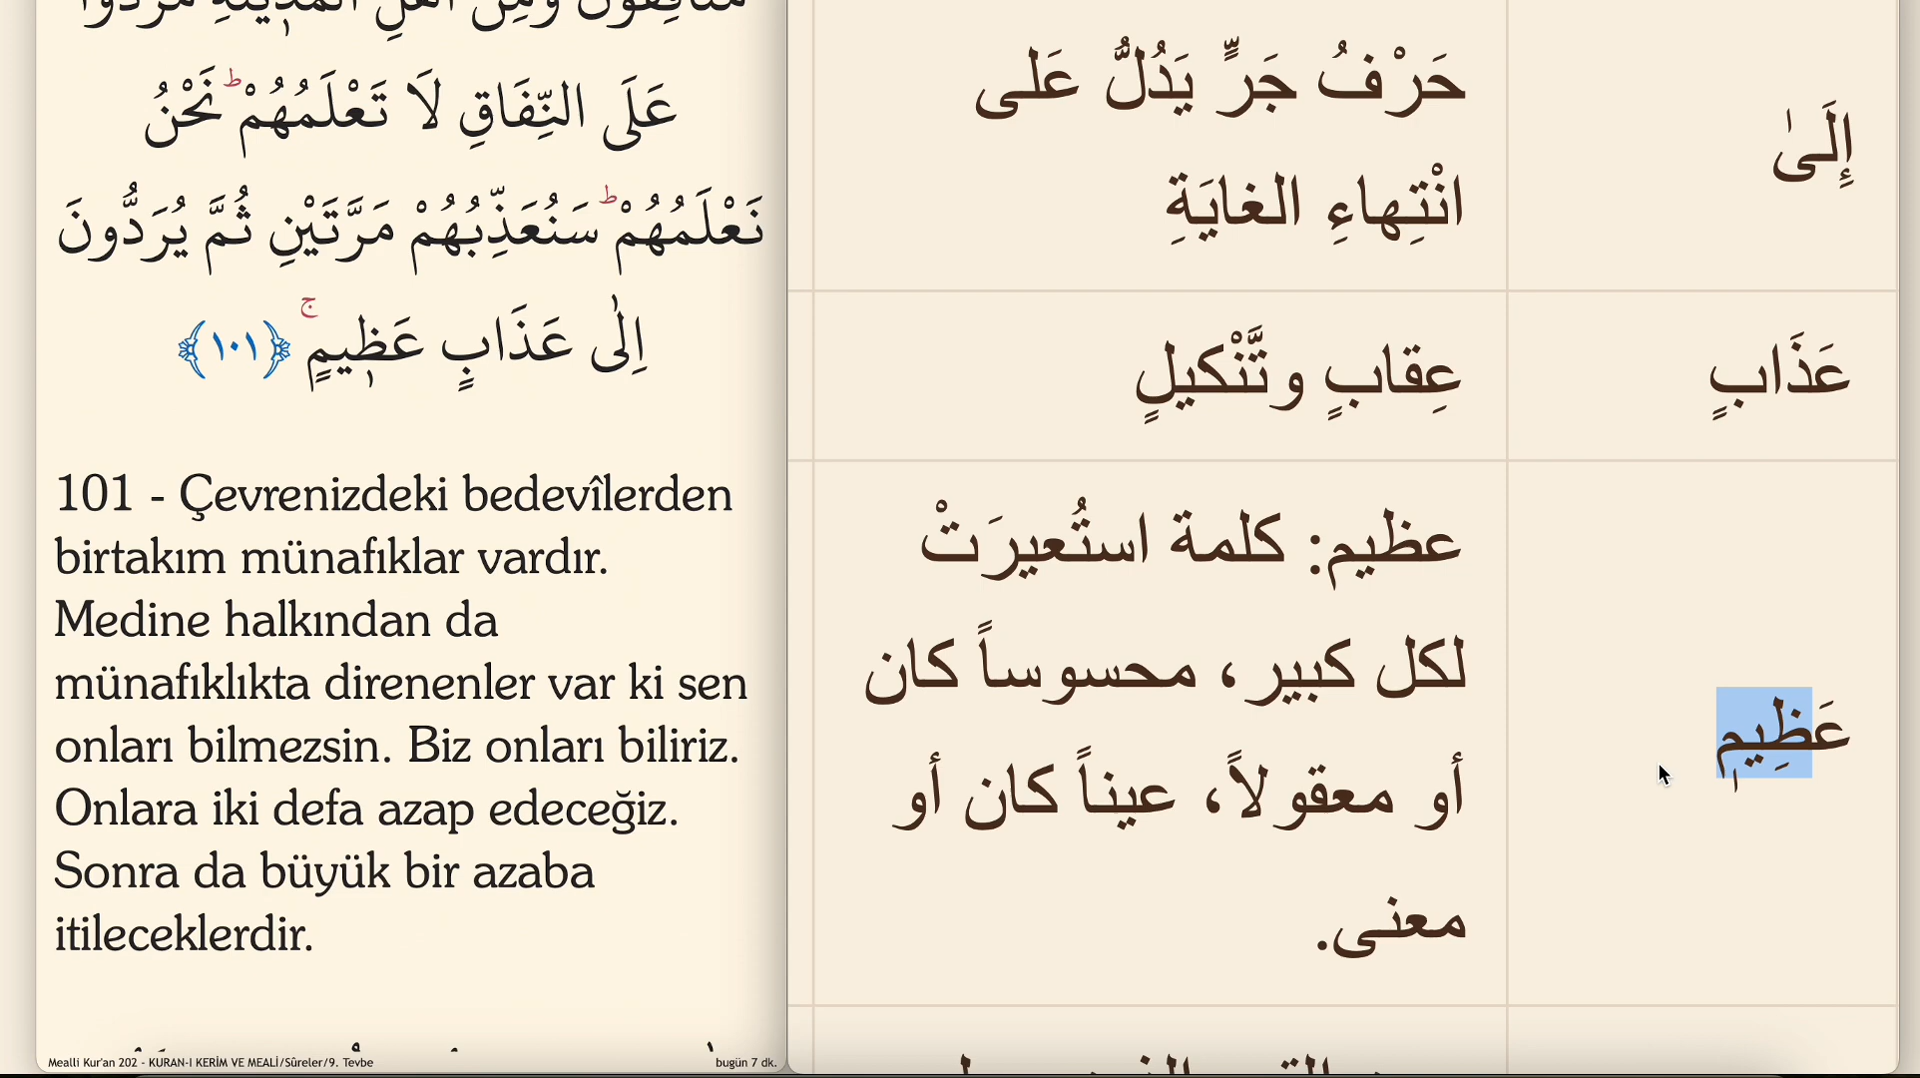 عَلَى النِّفَاقِ لَا تَعْلَمُهُمْ ط نَحْنُ
نَعْلَمُهُمْ ط سَنُعَذِّبُهُمْ مَرَّتَيْنِ ثُمَّ يُرَدُّونَ
اِلٰى عَذَابٍ عَظ۪يمٍ ج ﴿١٠١﴾
101 - Çevrenizdeki bedevîlerden
birtakım münafıklar vardır.
Medine halkından da
münafıklıkta direnenler var ki sen
onları bilmezsin. Biz onları biliriz.
Onlara iki defa azap edeceğiz.
Sonra da büyük bir azaba
itileceklerdir.
Mealli Kur'an 202 - KURAN-I KERİM VE MEALİ/Sûreler/9. Tevbe
bugün 7 dk.
إِلَىٰ
حَرْفُ جَرٍّ يَدُلُّ عَلى
انْتِهاءِ الغايَةِ
عَذَابٍ
عِقابٍ وتَّنْكيلٍ
عَظِيمٍ
عظيم: كلمة استُعيرَتْ
لكل كبير، محسوساً كان
أو معقولاً، عيناً كان أو
معنى.